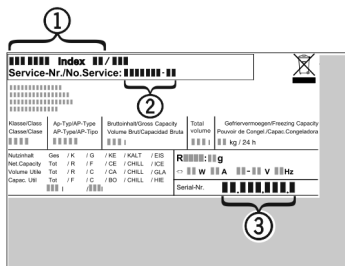 1
Index /
Service-Nr./No.Service: -
2
Klasse/Class Ap-Typ/AP-Type Bruttoinhalt/Gross Capacity Total Gefriervermoegen/Freezing Capacity
Classe/Classe AP-Type/AP-Tipo Volume Brut/Capacidad Bruta volume Pouvoir de Congel./Capac.Congeladora
l l kg / 24 h
Nutzinhalt Ges / K / G / KE / KALT / EIS
Net.Capacity Tot / R / F / CE / CHILL / ICE
Volume Utile Tot / R / C / CA / CHILL / GLA
Capac. Util Tot / F / C / BO / CHILL / HIE
l / l
R : g
W A - V Hz
Serial-Nr. . . .
3